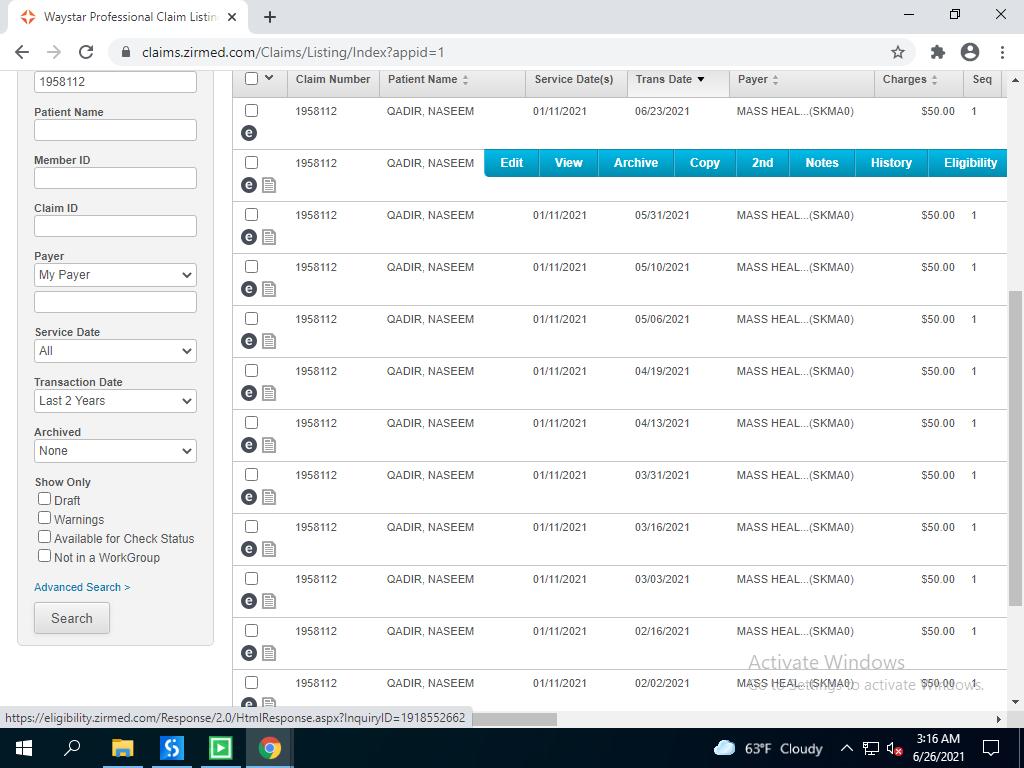 Waystar Professional Claim Listin
claims.zirmed.com/Claims/Listing/Index?appid=1
1958112
Patient Name
Member ID
Claim ID
Payer
My Payer
Service Date
All
Transaction Date
Last 2 Years
Archived
None
Show Only
Draft
Warnings
Available for Check Status
Not in a WorkGroup
Advanced Search >
Search
Claim Number Patient Name Service Date(s) Trans Date Payer Charges Seq
1958112 QADIR, NASEEM 01/11/2021 06/23/2021 MASS HEAL...(SKMA0) $50.00 1
e
1958112 QADIR, NASEEM Edit View Archive Copy 2nd Notes History Eligibility
e
1958112 QADIR, NASEEM 01/11/2021 05/31/2021 MASS HEAL...(SKMA0) $50.00 1
e
1958112 QADIR, NASEEM 01/11/2021 05/10/2021 MASS HEAL...(SKMA0) $50.00 1
e
1958112 QADIR, NASEEM 01/11/2021 05/06/2021 MASS HEAL...(SKMA0) $50.00 1
e
1958112 QADIR, NASEEM 01/11/2021 04/19/2021 MASS HEAL...(SKMA0) $50.00 1
e
1958112 QADIR, NASEEM 01/11/2021 04/13/2021 MASS HEAL...(SKMA0) $50.00 1
e
1958112 QADIR, NASEEM 01/11/2021 03/31/2021 MASS HEAL...(SKMA0) $50.00 1
e
1958112 QADIR, NASEEM 01/11/2021 03/16/2021 MASS HEAL...(SKMA0) $50.00 1
e
1958112 QADIR, NASEEM 01/11/2021 03/03/2021 MASS HEAL...(SKMA0) $50.00 1
e
1958112 QADIR, NASEEM 01/11/2021 02/16/2021 MASS HEAL...(SKMA0) $50.00 1
e
1958112 QADIR, NASEEM 01/11/2021 02/02/2021 MASS HEAL...(SKMA0) $50.00 1
e
Activate Windows
Go to Settings to activate Windows.
https://eligibility.zirmed.com/Response/2.0/HtmlResponse.aspx?InquiryID=1918552662
63°F Cloudy
3:16 AM
6/26/2021